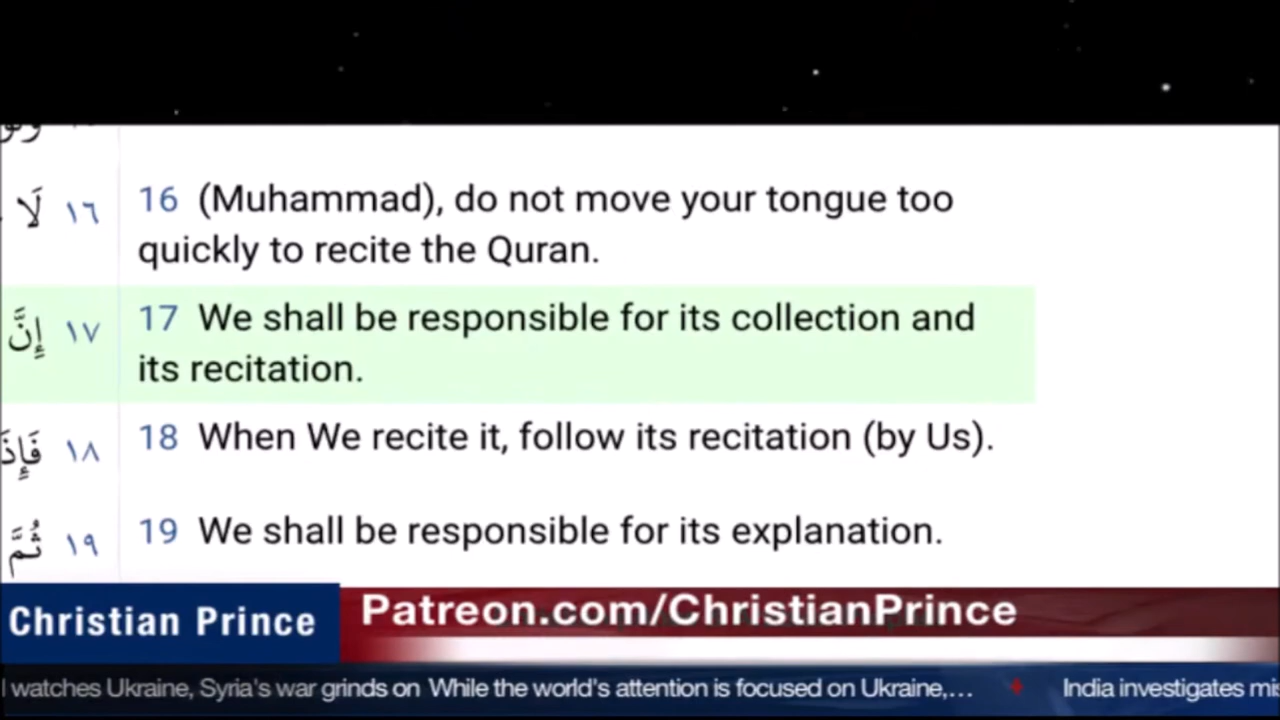 لَا ١٦ 16 (Muhammad), do not move your tongue too
quickly to recite the Quran.
إِنَّ ١٧ 17 We shall be responsible for its collection and
its recitation.
١٨ 18 When We recite it, follow its recitation (by Us).
ثُمَّ ١٩ 19 We shall be responsible for its explanation.
Christian Prince
Patreon.com/ChristianPrince
watches Ukraine, Syria's war grinds on While the world's attention is focused on Ukraine,... India investigates